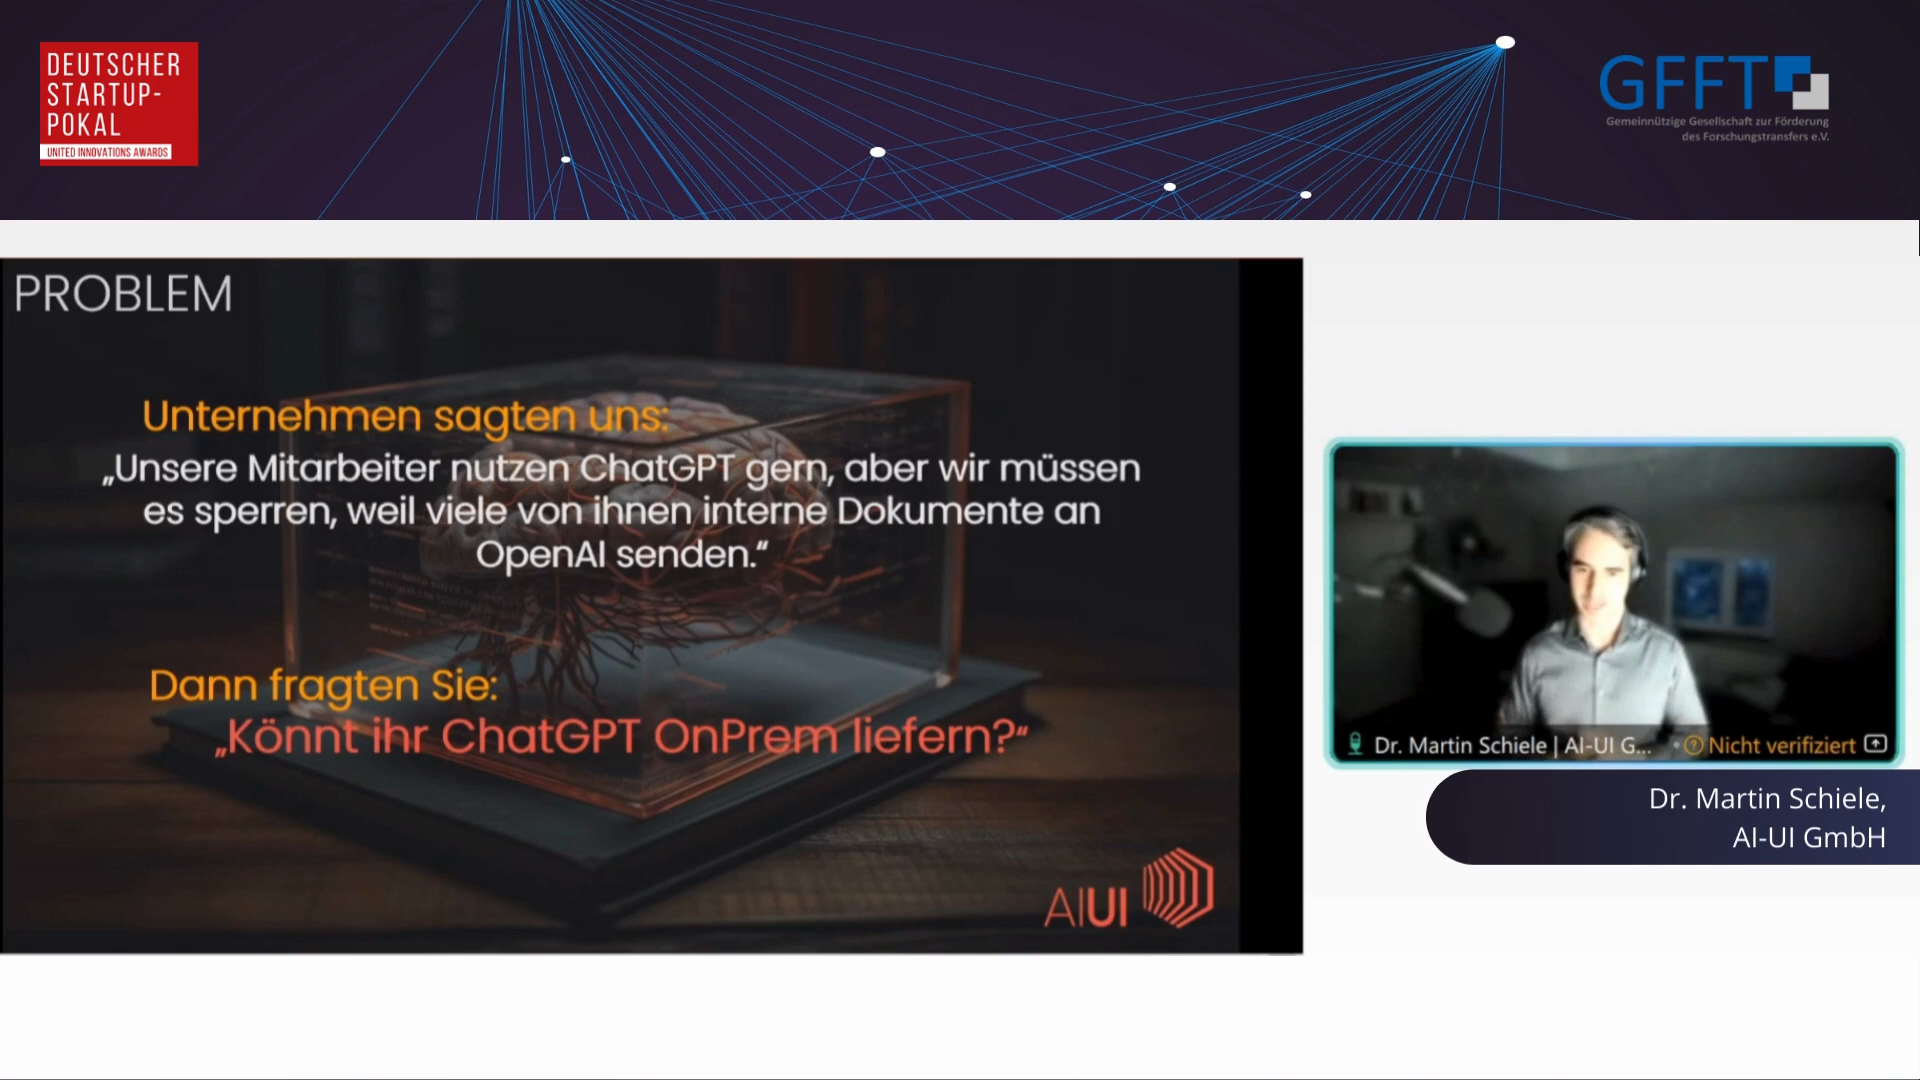 DEUTSCHER
STARTUP-
POKAL
UNITED INNOVATIONS AWARDS
GFFT
Gemeinnützige Gesellschaft zur Förderung
des Forschungstransfers e.V.
PROBLEM
Unternehmen sagten uns:
„Unsere Mitarbeiter nutzen ChatGPT gern, aber wir müssen
es sperren, weil viele von ihnen interne Dokumente an
OpenAI senden.“
Dann fragten Sie:
„Könnt ihr ChatGPT OnPrem liefern?“
AIUI
Dr. Martin Schiele | AI-UI G... • Nicht verifiziert
Dr. Martin Schiele,
AI-UI GmbH